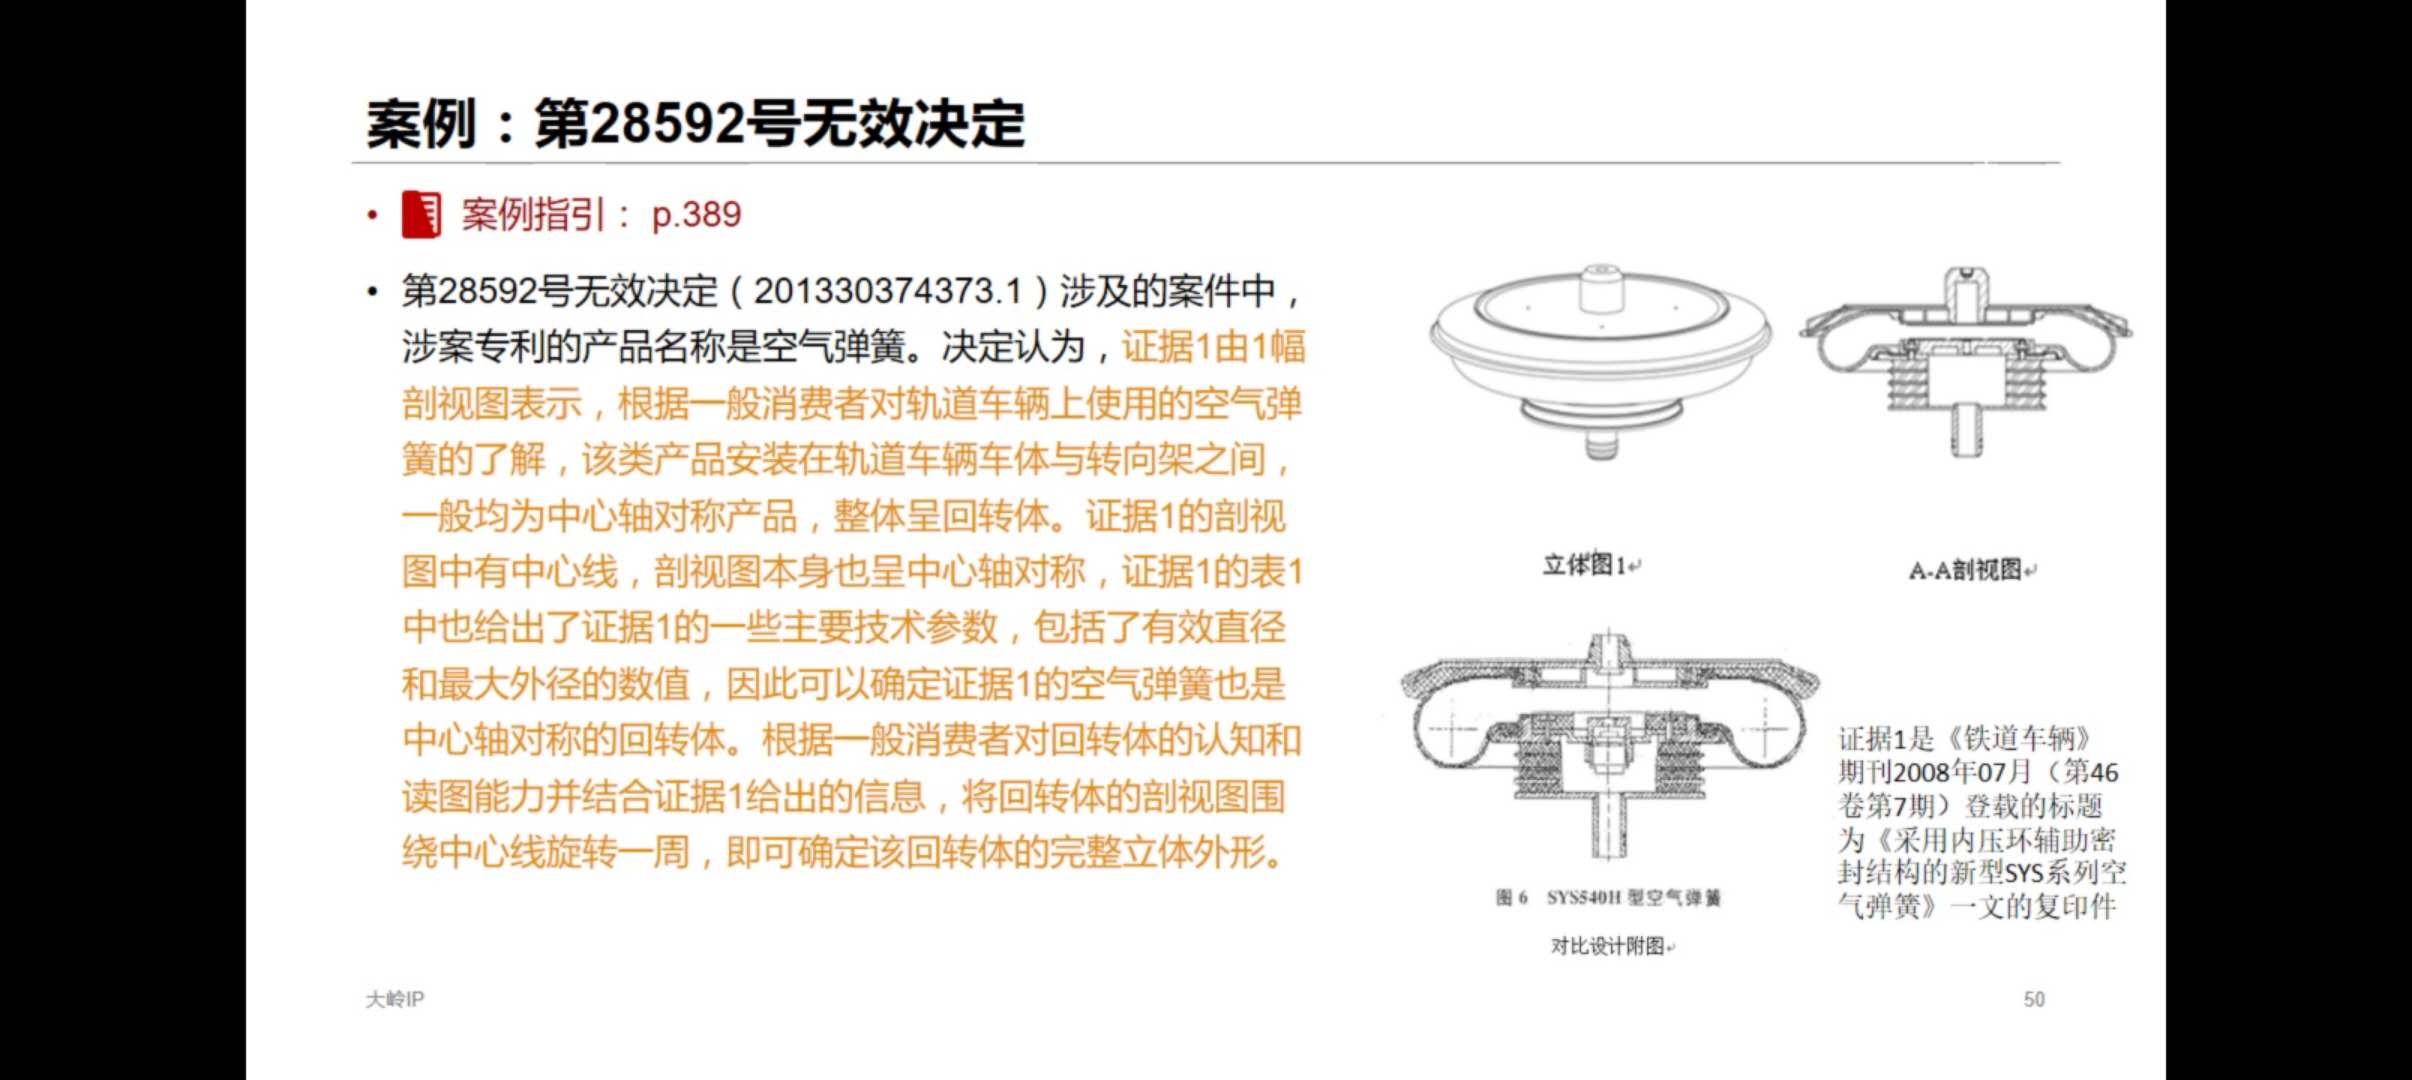 案例：第28592号无效决定
• 案例指引： p.389
• 第28592号无效决定（201330374373.1）涉及的案件中，
涉案专利的产品名称是空气弹簧。决定认为，证据1由1幅
剖视图表示，根据一般消费者对轨道车辆上使用的空气弹
簧的了解，该类产品安装在轨道车辆车体与转向架之间，
一般均为中心轴对称产品，整体呈回转体。证据1的剖视
图中有中心线，剖视图本身也呈中心轴对称，证据1的表1
中也给出了证据1的一些主要技术参数，包括了有效直径
和最大外径的数值，因此可以确定证据1的空气弹簧也是
中心轴对称的回转体。根据一般消费者对回转体的认知和
读图能力并结合证据1给出的信息，将回转体的剖视图围
绕中心线旋转一周，即可确定该回转体的完整立体外形。
立体图1
A-A剖视图
图 6 SYS540H 型空气弹簧
对比设计附图
证据1是《铁道车辆》
期刊2008年07月（第46
卷第7期）登载的标题
为《采用内压环辅助密
封结构的新型SYS系列空
气弹簧》一文的复印件
大岭IP
50